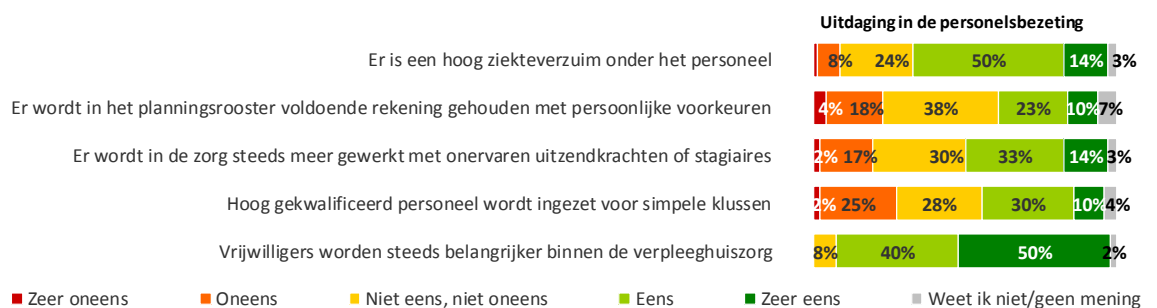 Uitdaging in de personelsbezeting
Er is een hoog ziekteverzuim onder het personeel 8% 24% 50% 14% 3%
Er wordt in het planningsrooster voldoende rekening gehouden met persoonlijke voorkeuren 4% 18% 38% 23% 10% 7%
Er wordt in de zorg steeds meer gewerkt met onervaren uitzendkrachten of stagiaires 2% 17% 30% 33% 14% 3%
Hoog gekwalificeerd personeel wordt ingezet voor simpele klussen 2% 25% 28% 30% 10% 4%
Vrijwilligers worden steeds belangrijker binnen de verpleeghuiszorg 8% 40% 50% 2%
Zeer oneens Oneens Niet eens, niet oneens Eens Zeer eens Weet ik niet/geen mening